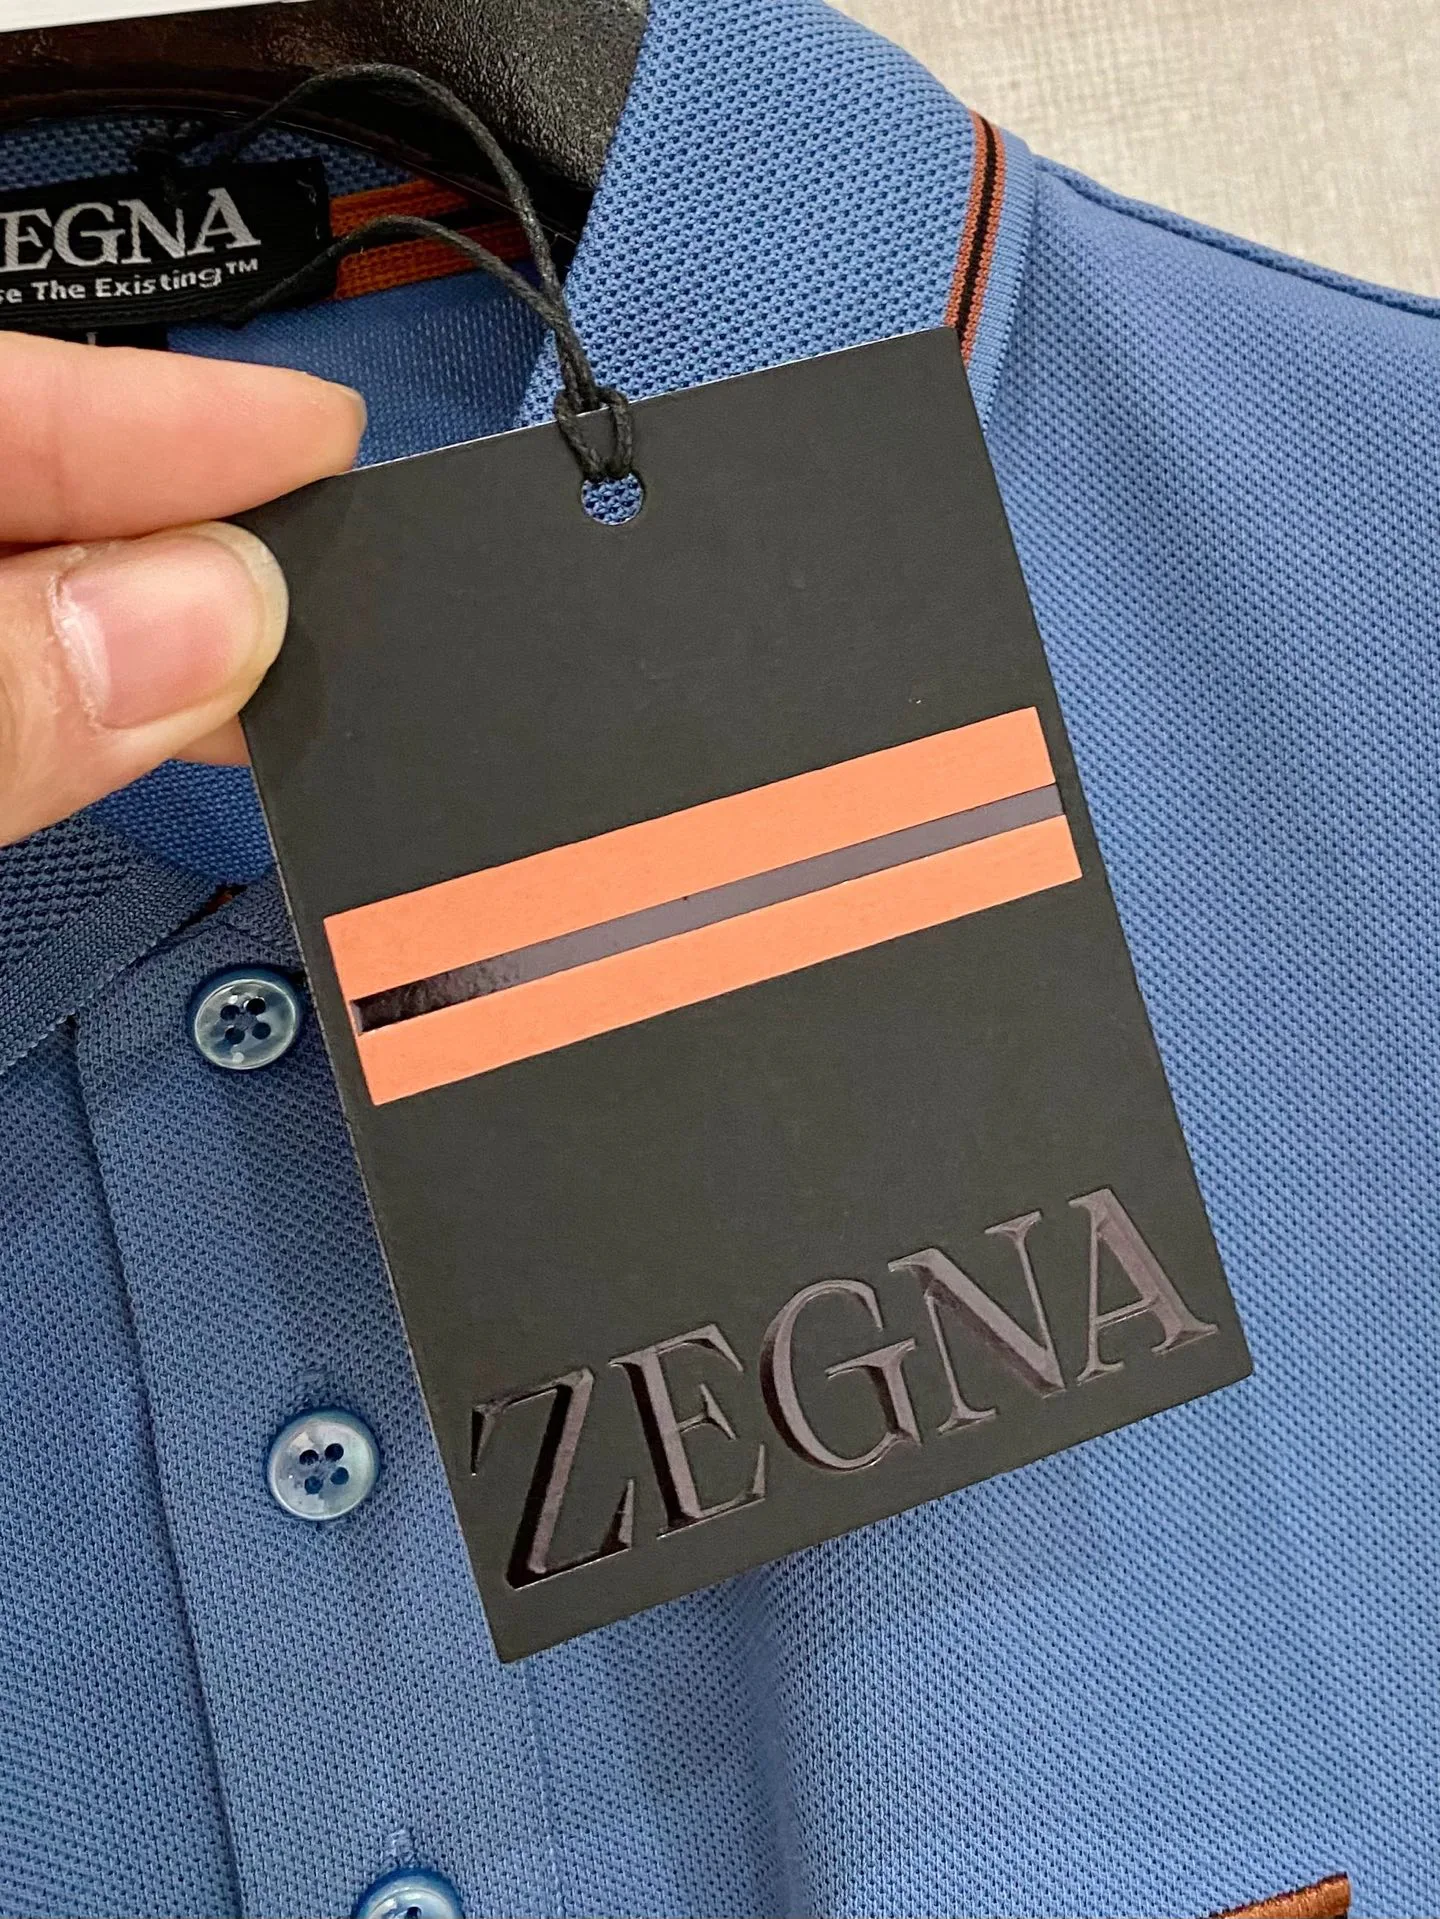 EGNA
se The Existing™
L
ZEGNA